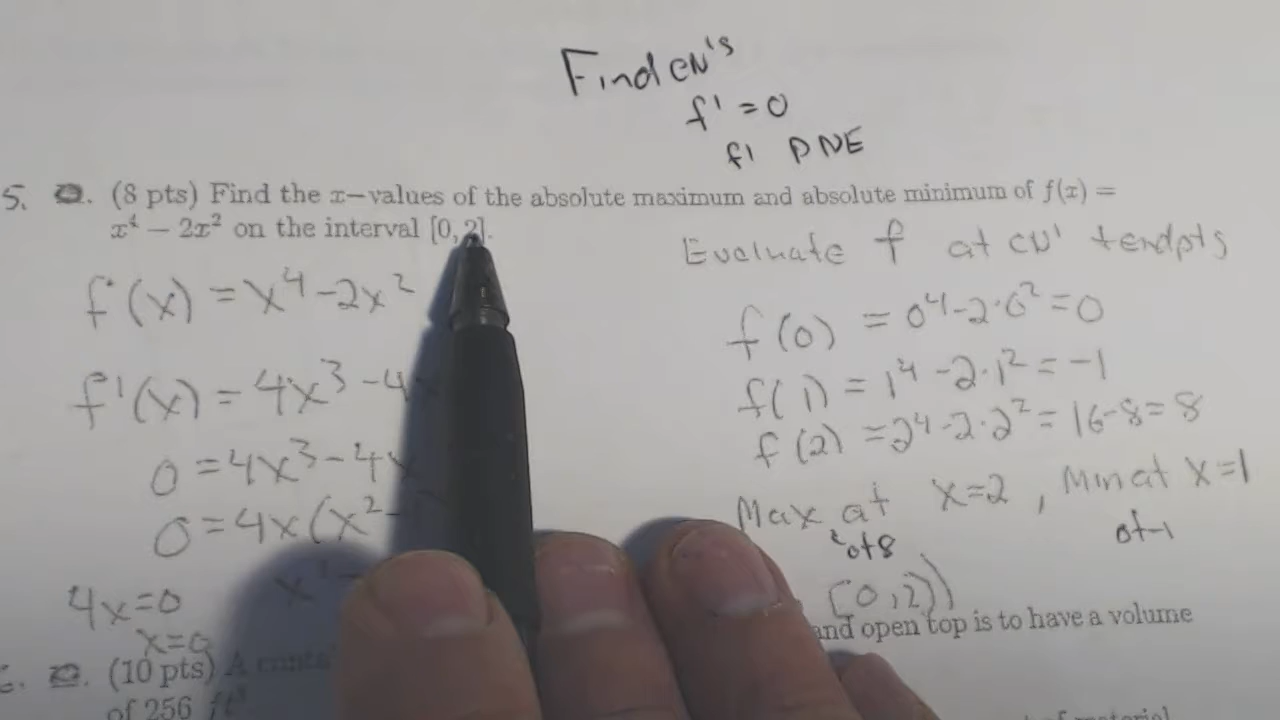 Find CN's
f' = 0
f' DNE
5. (8 pts) Find the x–values of the absolute maximum and absolute minimum of f(x) =
x⁴ − 2x² on the interval [0, 2].
f(x) = x⁴ − 2x²
f'(x) = 4x³ − 4
0 = 4x³ − 4x
0 = 4x(x² −
4x=0
x=0
Evaluate f at CN' + endpts
f(0) = 0⁴ − 2·0² = 0
f(1) = 1⁴ − 2·1² = −1
f(2) = 2⁴ − 2·2² = 16−8 = 8
Max at x=2, Min at x=1
of 8 of −1
[0,2)
(10 pts) A and open top is to have a volume
of 256 ft³ of material